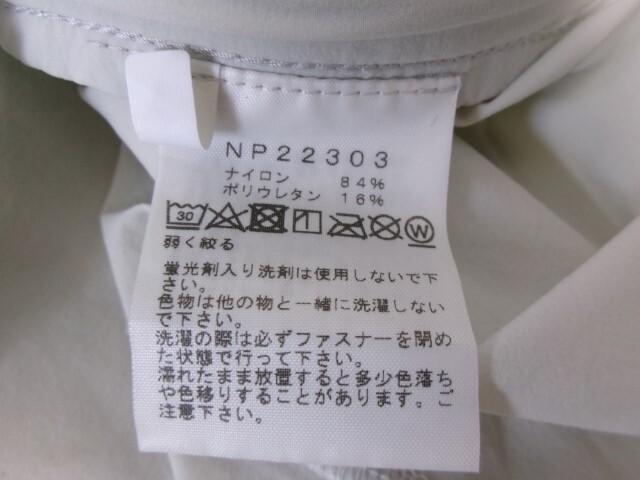 NP22303
ナイロン 84%
ポリウレタン 16%
30 W
弱く絞る
蛍光剤入り洗剤は使用しないで下
さい。
色物は他の物と一緒に洗濯しない
で下さい。
洗濯の際は必ずファスナーを閉め
た状態で行って下さい。
濡れたまま放置すると多少色落ち
や色移りすることがあります。ご
注意下さい。